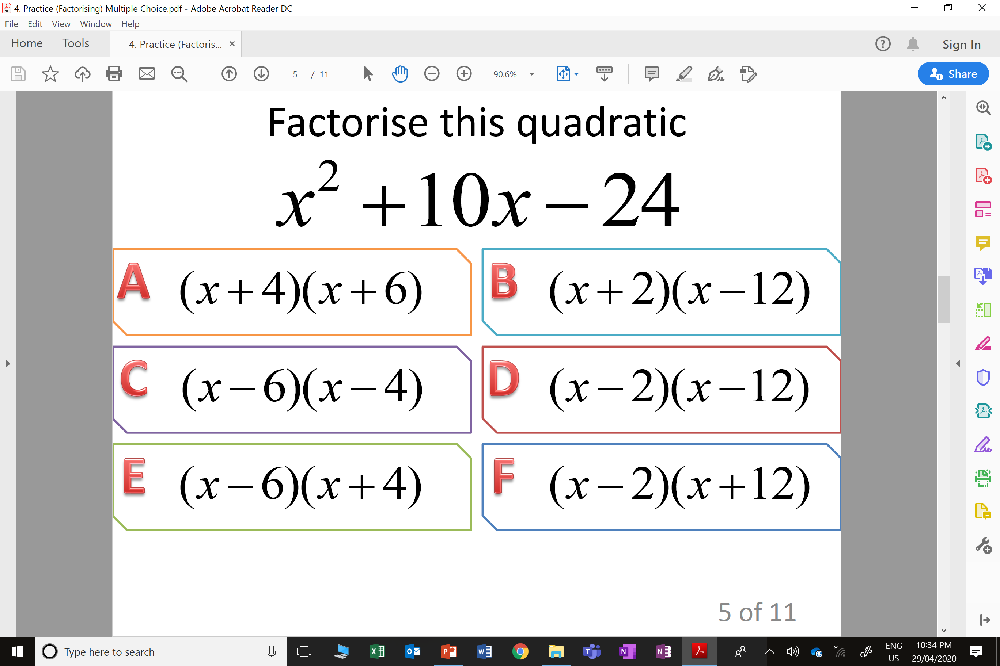 4. Practice (Factorising) Multiple Choice.pdf - Adobe Acrobat Reader DC
File Edit View Window Help
Home Tools 4. Practice (Factoris... × Sign In
5 / 11 90.6% Share
Factorise this quadratic
x² + 10x − 24
A (x + 4)(x + 6) B (x + 2)(x − 12)
C (x − 6)(x − 4) D (x − 2)(x − 12)
E (x − 6)(x + 4) F (x − 2)(x + 12)
5 of 11
Type here to search
ENG 10:34 PM
US 29/04/2020